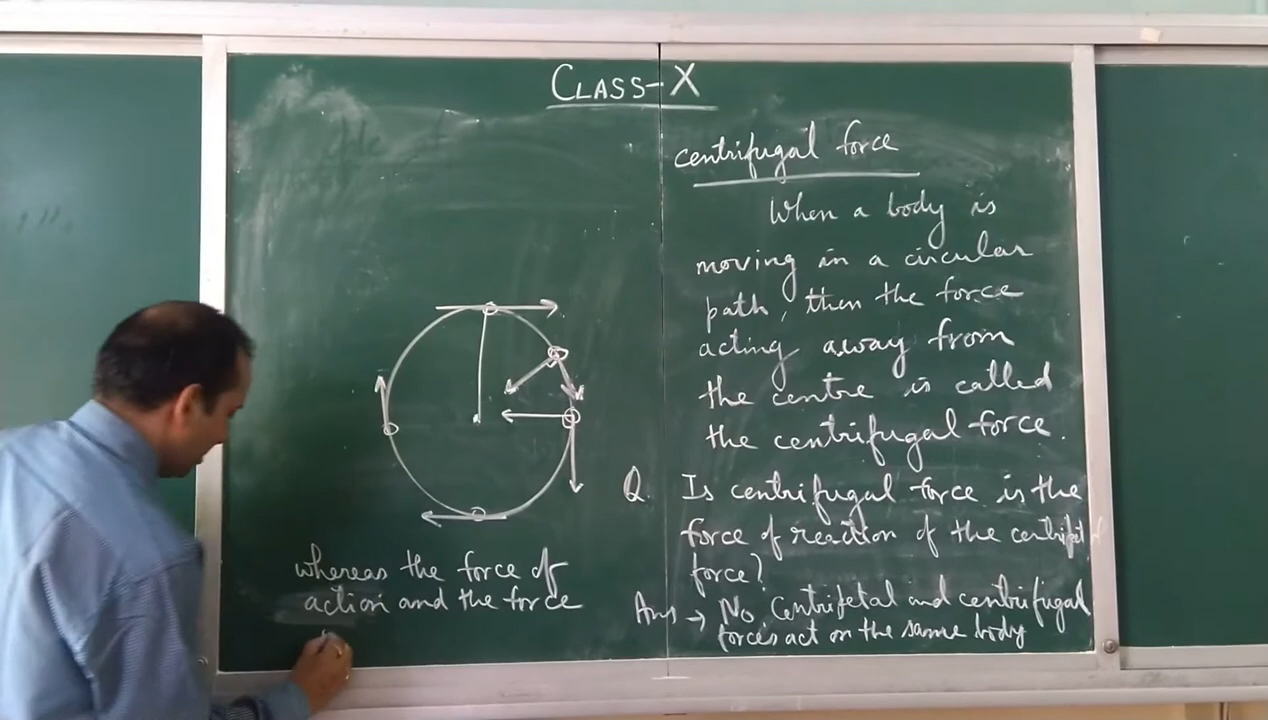 CLASS-X
centrifugal force
When a body is
moving in a circular
path, then the force
acting away from
the centre is called
the centrifugal force.
Q. Is centrifugal force is the
force of reaction of the centripetal
force?
Ans → No. Centripetal and centrifugal
forces act on the same body
whereas the force of
action and the force